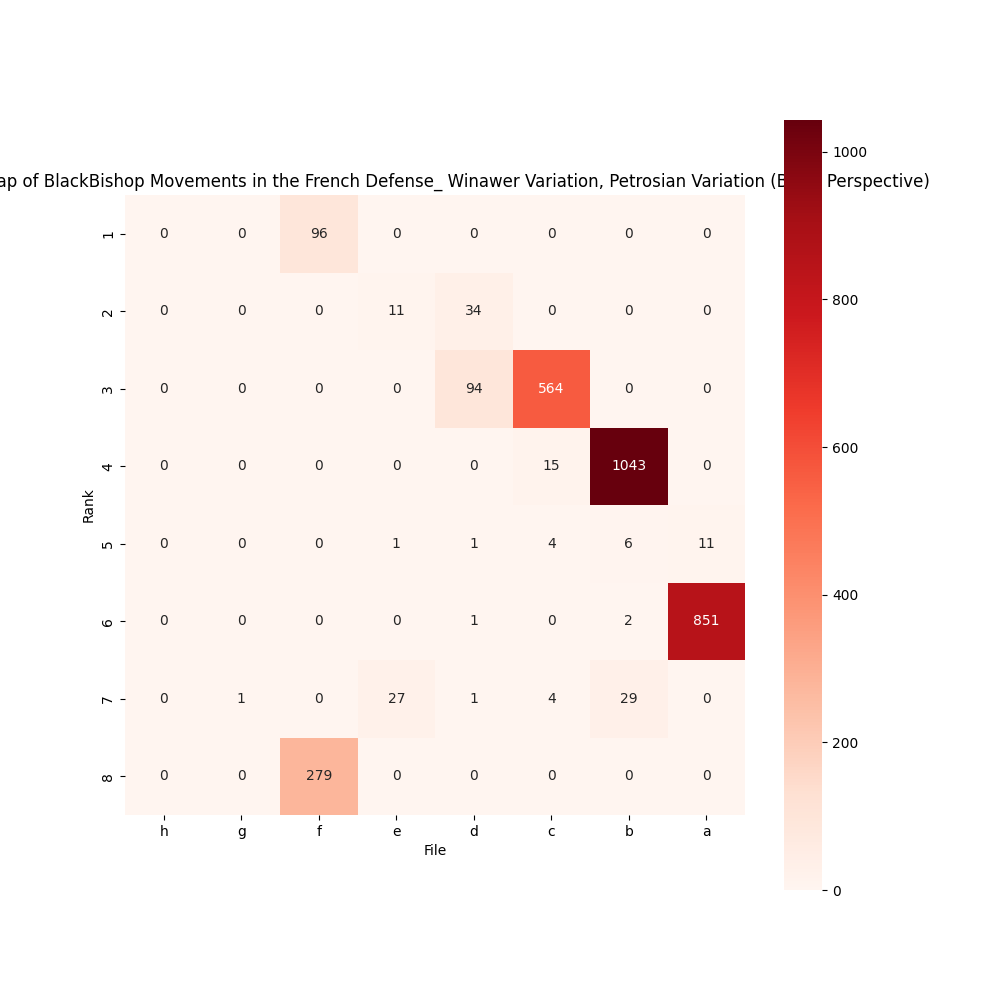 ap of BlackBishop Movements in the French Defense_ Winawer Variation, Petrosian Variation Perspective)
1 0 0 96 0 0 0 0 0
2 0 0 0 11 34 0 0 0
3 0 0 0 0 94 564 0 0
4 0 0 0 0 0 15 1043 0
Rank
5 0 0 0 1 1 4 6 11
6 0 0 0 0 1 0 2 851
7 0 1 0 27 1 4 29 0
8 0 0 279 0 0 0 0 0
h g f e d c b a
File
1000
800
600
400
200
0